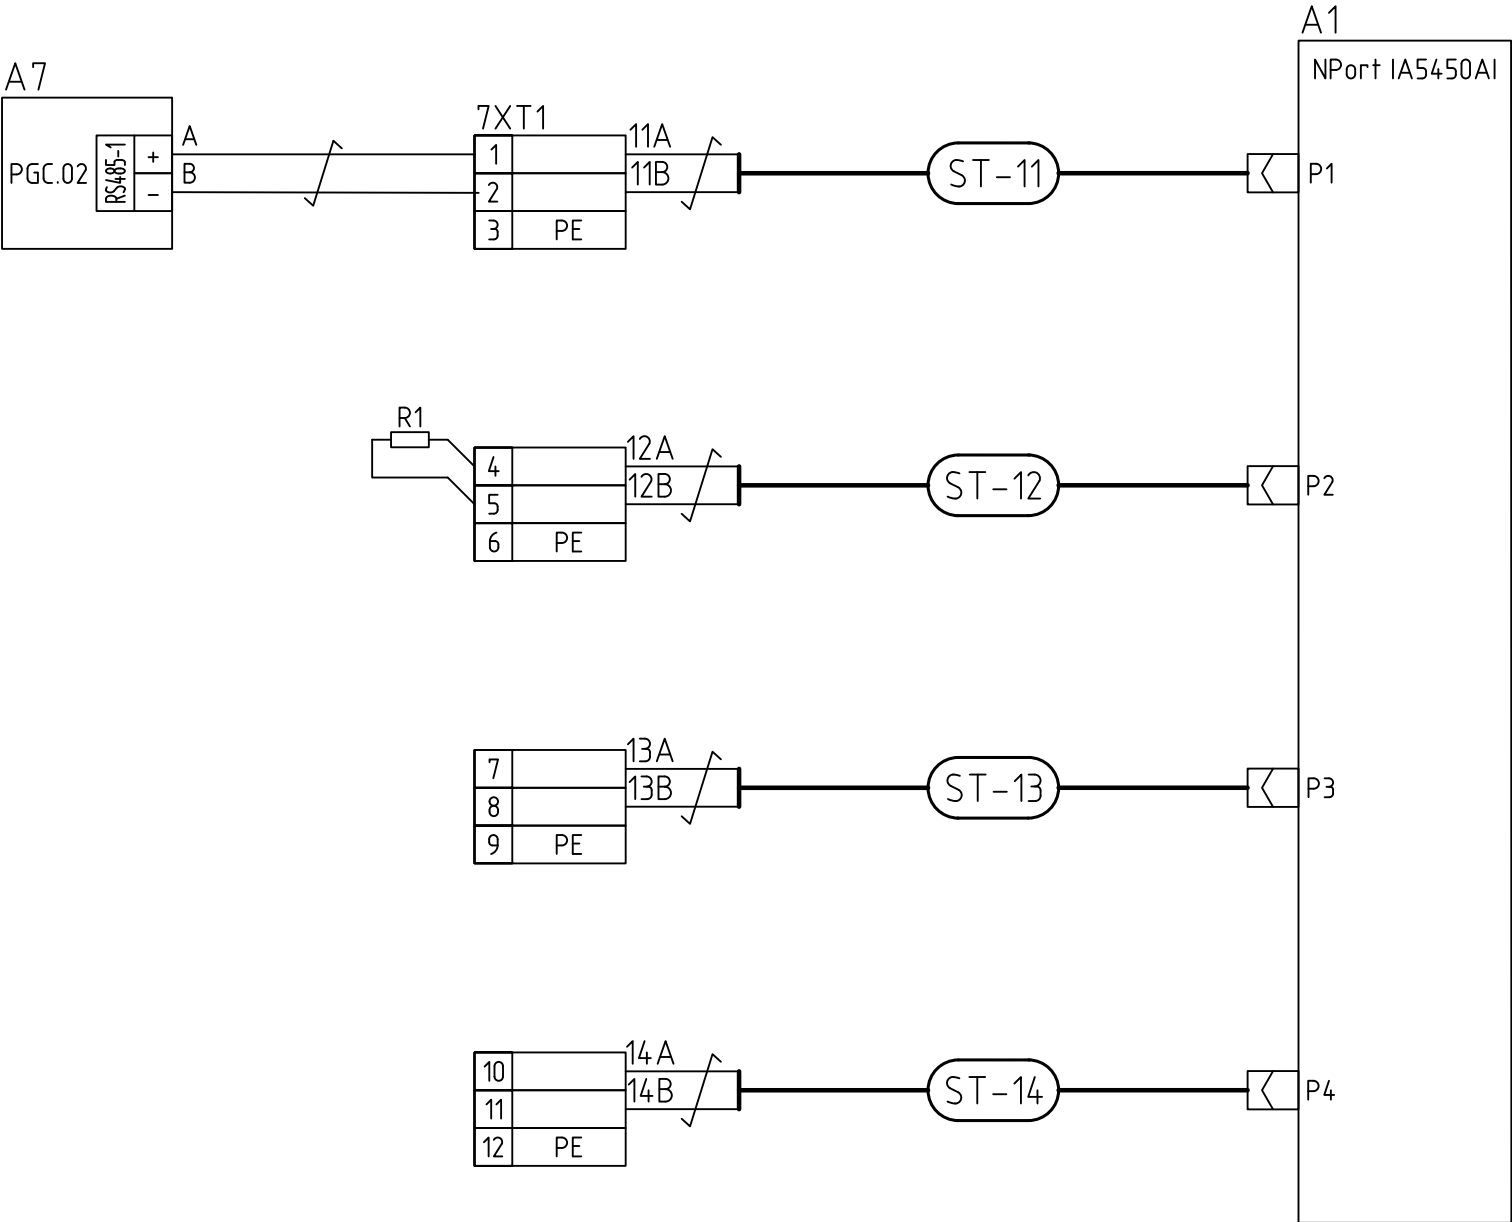 A1
NPort IA5450AI
A7
PGC.02
RS485-1
+
-
A
B
7XT1
1
2
3 PE
11A
11B
ST-11
P1
R1
4
5
6 PE
12A
12B
ST-12
P2
7
8
9 PE
13A
13B
ST-13
P3
10
11
12 PE
14A
14B
ST-14
P4